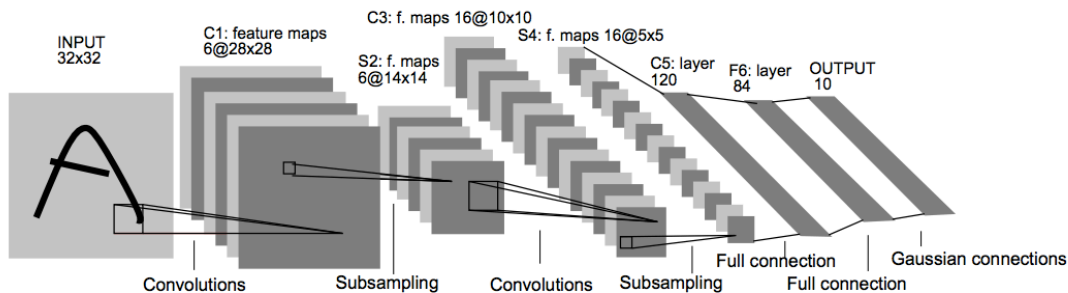 INPUT
32x32
C1: feature maps
6@28x28
S2: f. maps
6@14x14
C3: f. maps 16@10x10
S4: f. maps 16@5x5
C5: layer
120
F6: layer
84
OUTPUT
10
Convolutions
Subsampling
Convolutions
Subsampling
Full connection
Full connection
Gaussian connections